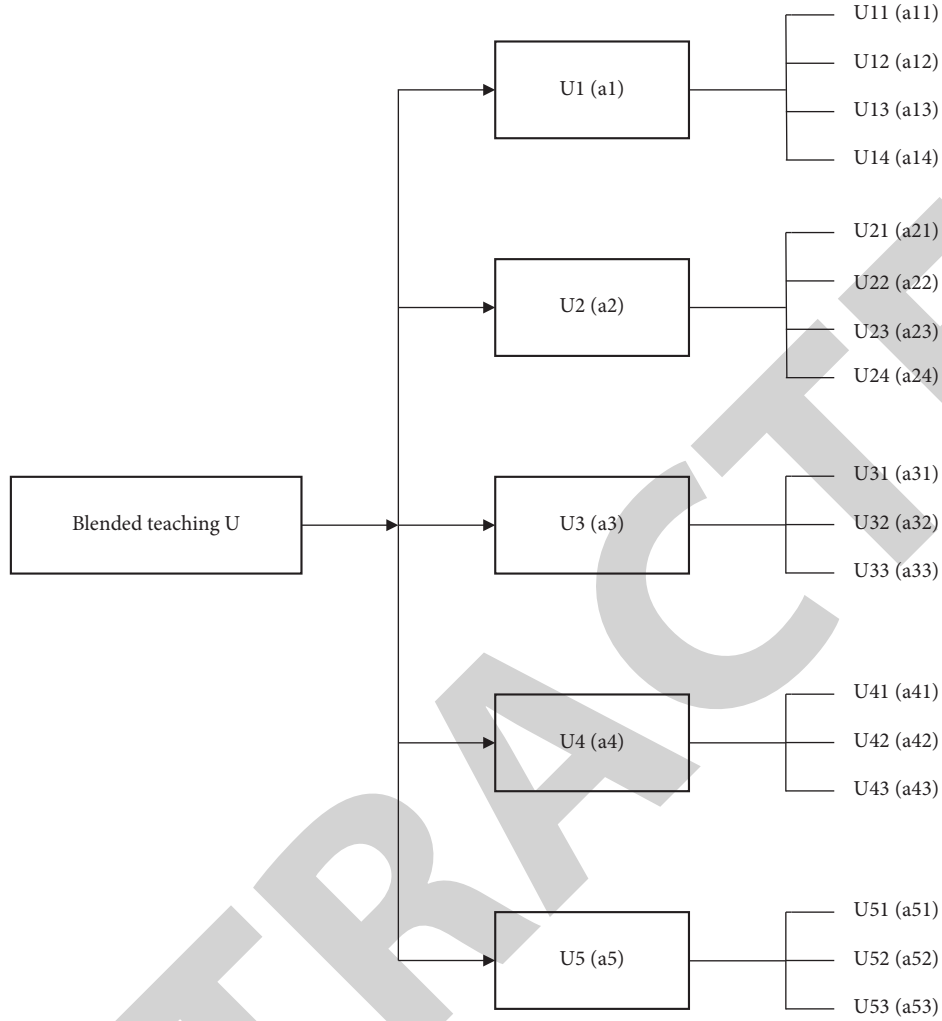 U1 (a1)
U11 (a11)
U12 (a12)
U13 (a13)
U14 (a14)
U2 (a2)
U21 (a21)
U22 (a22)
U23 (a23)
U24 (a24)
Blended teaching U
U3 (a3)
U31 (a31)
U32 (a32)
U33 (a33)
U4 (a4)
U41 (a41)
U42 (a42)
U43 (a43)
U5 (a5)
U51 (a51)
U52 (a52)
U53 (a53)
TRACTE